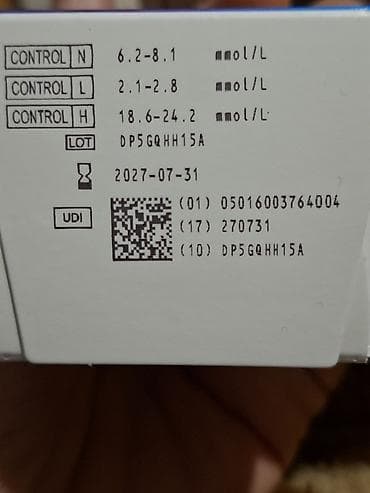 CONTROL N 6.2-8.1 mmol/L
CONTROL L 2.1-2.8 mmol/L
CONTROL H 18.6-24.2 mmol/L
LOT DP5GQHH15A
2027-07-31
UDI
(01) 05016003764004
(17) 270731
(10) DP5GQHH15A